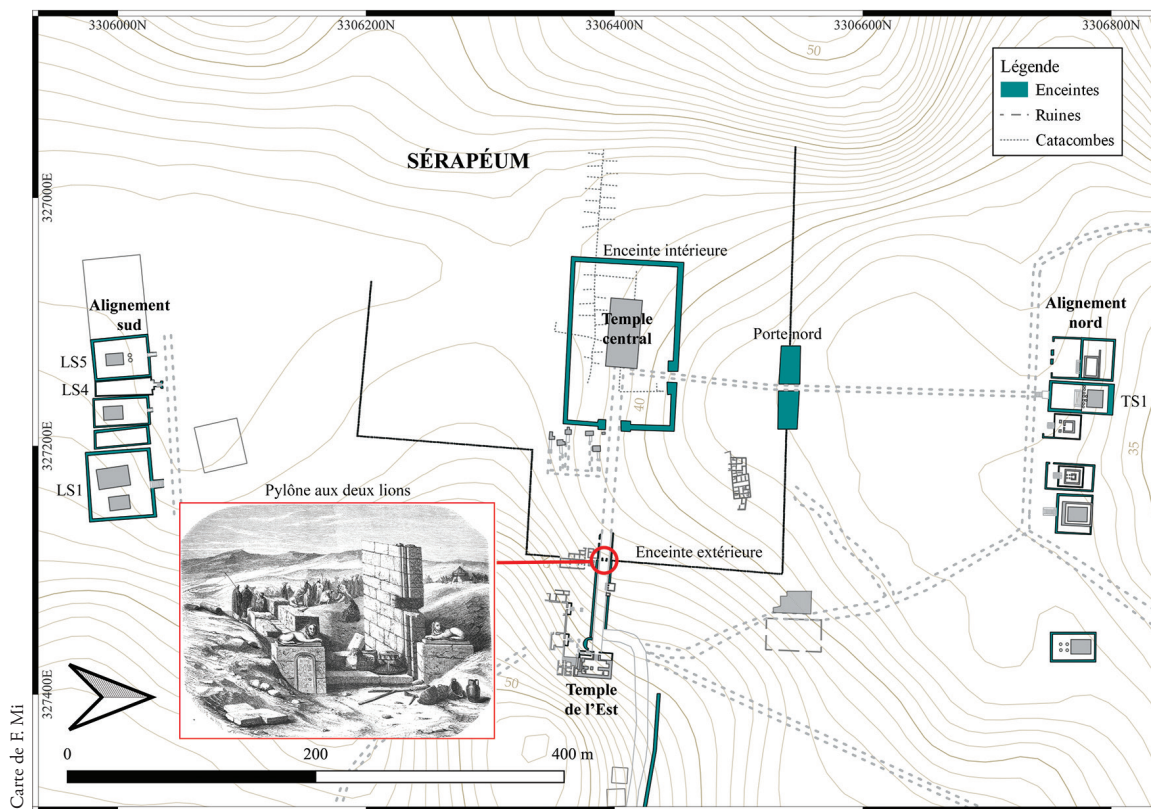 3306000N
3306200N
3306400N
3306600N
3306800N
50
Légende
Enceintes
Ruines
Catacombes
SÉRAPÉUM
327000E
Enceinte intérieure
Alignement
sud
Temple
central
Porte nord
Alignement
nord
LS5
LS4
TS1
40
327200E
35
LS1
Pylône aux deux lions
Enceinte extérieure
50
Temple
de l'Est
327400E
0
200
400 m
Carte de F. Mi